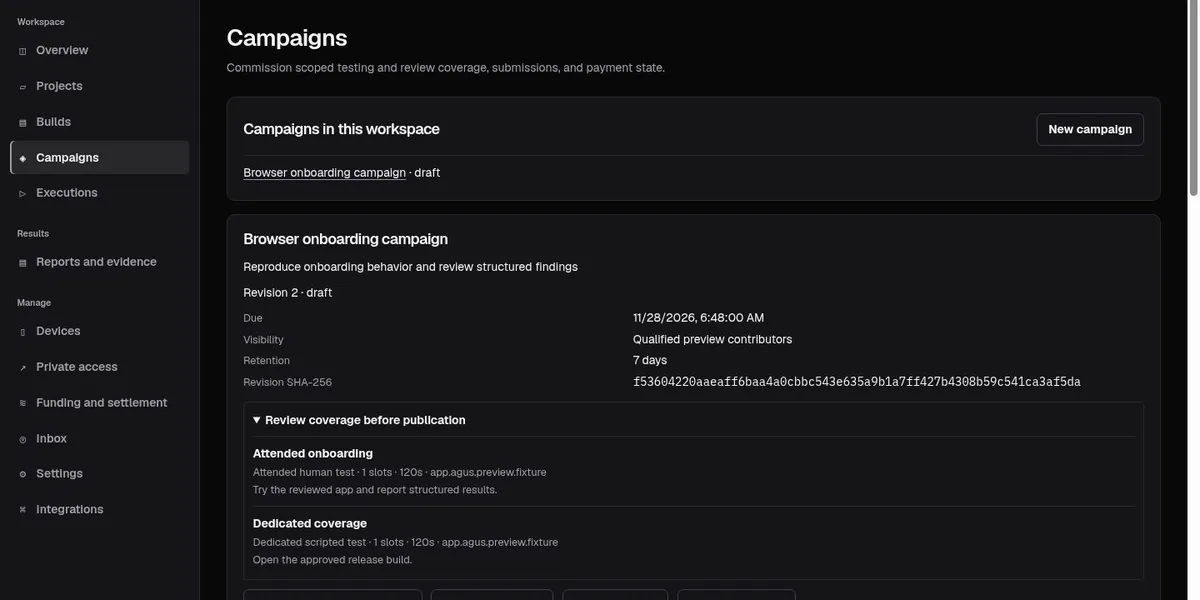 Workspace
Overview
Projects
Builds
Campaigns
Executions
Results
Reports and evidence
Manage
Devices
Private access
Funding and settlement
Inbox
Settings
Integrations
Campaigns
Commission scoped testing and review coverage, submissions, and payment state.
Campaigns in this workspace
New campaign
Browser onboarding campaign · draft
Browser onboarding campaign
Reproduce onboarding behavior and review structured findings
Revision 2 · draft
Due 11/28/2026, 6:48:00 AM
Visibility Qualified preview contributors
Retention 7 days
Revision SHA-256 f53604220aaeaff6baa4a0cbbc543e635a9b1a7ff427b4308b59c541ca3af5da
▼ Review coverage before publication
Attended onboarding
Attended human test · 1 slots · 120s · app.agus.preview.fixture
Try the reviewed app and report structured results.
Dedicated coverage
Dedicated scripted test · 1 slots · 120s · app.agus.preview.fixture
Open the approved release build.